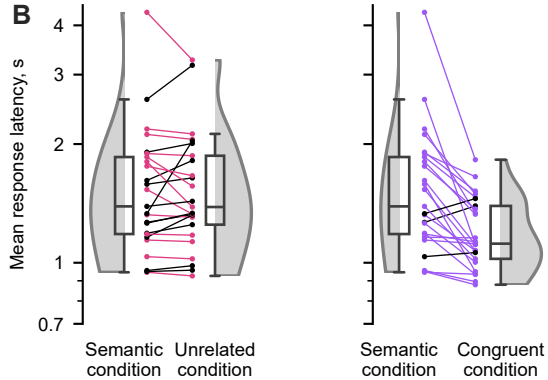 B
Mean response latency, s
4
3
2
1
0.7
Semantic condition
Unrelated condition
Semantic condition
Congruent condition